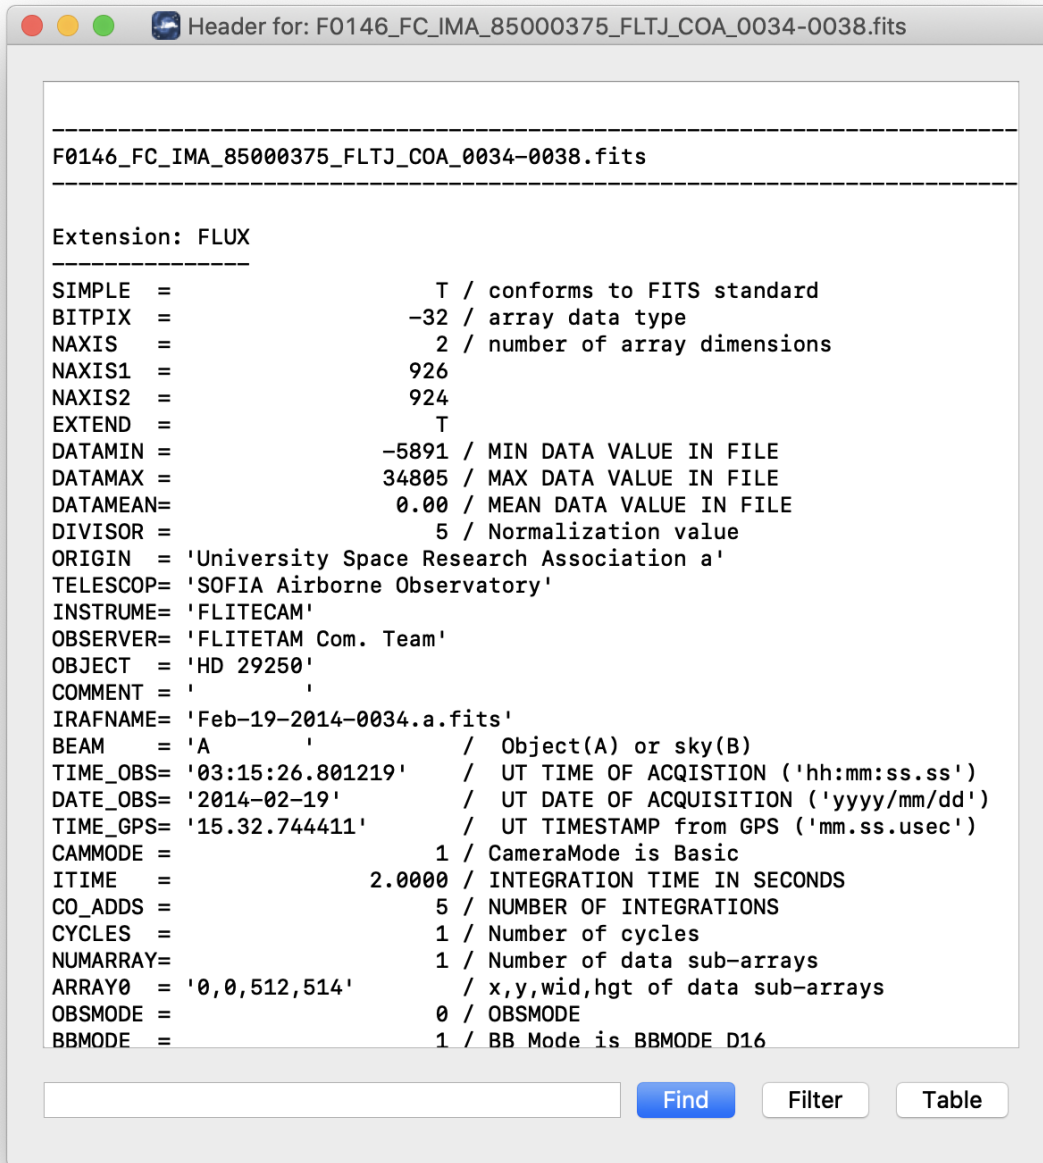 Header for: F0146_FC_IMA_85000375_FLTJ_COA_0034-0038.fits
--------------------------------------------------------------------------
F0146_FC_IMA_85000375_FLTJ_COA_0034-0038.fits
--------------------------------------------------------------------------
Extension: FLUX
---------------
SIMPLE  =                    T / conforms to FITS standard
BITPIX  =                  -32 / array data type
NAXIS   =                    2 / number of array dimensions
NAXIS1  =                  926
NAXIS2  =                  924
EXTEND  =                    T
DATAMIN =                -5891 / MIN DATA VALUE IN FILE
DATAMAX =                34805 / MAX DATA VALUE IN FILE
DATAMEAN=                 0.00 / MEAN DATA VALUE IN FILE
DIVISOR =                    5 / Normalization value
ORIGIN  = 'University Space Research Association a'
TELESCOP= 'SOFIA Airborne Observatory'
INSTRUME= 'FLITECAM'
OBSERVER= 'FLITETAM Com. Team'
OBJECT  = 'HD 29250'
COMMENT = '        '
IRAFNAME= 'Feb-19-2014-0034.a.fits'
BEAM    = 'A       '           /  Object(A) or sky(B)
TIME_OBS= '03:15:26.801219'    /  UT TIME OF ACQISTION ('hh:mm:ss.ss')
DATE_OBS= '2014-02-19'         /  UT DATE OF ACQUISITION ('yyyy/mm/dd')
TIME_GPS= '15.32.744411'       /  UT TIMESTAMP from GPS ('mm.ss.usec')
CAMMODE =                    1 / CameraMode is Basic
ITIME   =               2.0000 / INTEGRATION TIME IN SECONDS
CO_ADDS =                    5 / NUMBER OF INTEGRATIONS
CYCLES  =                    1 / Number of cycles
NUMARRAY=                    1 / Number of data sub-arrays
ARRAY0  = '0,0,512,514'        / x,y,wid,hgt of data sub-arrays
OBSMODE =                    0 / OBSMODE
BBMODE  =                    1 / BB Mode is BBMODE D16
Find Filter Table